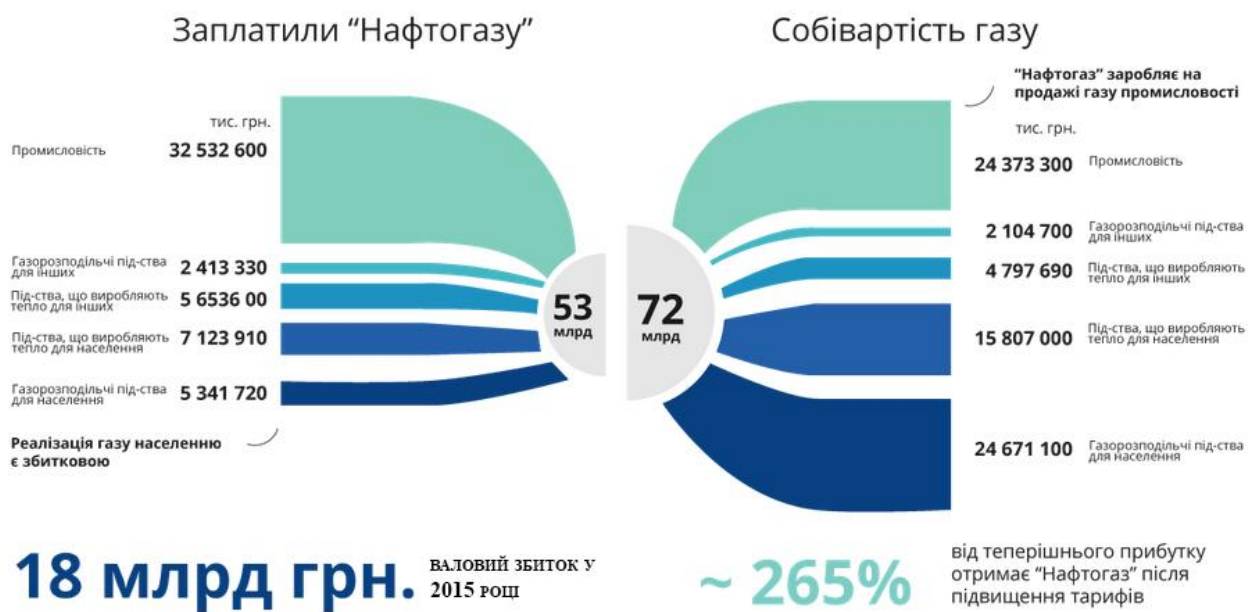 Заплатили “Нафтогазу”
тис. грн.
Промисловість 32 532 600
Газорозподільчі під-ства
для інших
2 413 330
Під-ства, що виробляють
тепло для інших
5 6536 00
Під-ства, що виробляють
тепло для населення
7 123 910
Газорозподільчі під-ства
для населення
5 341 720
Реалізація газу населенню
є збитковою
53
млрд
Собівартість газу
“Нафтогаз” заробляє на
продажі газу промисловості
тис. грн.
24 373 300 Промисловість
2 104 700
Газорозподільчі під-ства
для інших
4 797 690
Під-ства, що виробляють
тепло для інших
15 807 000
Під-ства, що виробляють
тепло для населення
24 671 100
Газорозподільчі під-ства
для населення
72
млрд
18 млрд грн.
ВАЛОВИЙ ЗБИТОК У
2015 РОЦІ
~ 265%
від теперішнього прибутку
отримає “Нафтогаз” після
підвищення тарифів